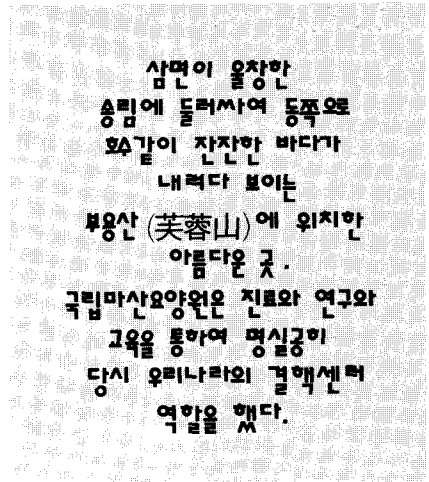 삼면이 울창한
송림에 둘러싸여 동쪽으로
호수같이 잔잔한 바다가
내려다 보이는
부용산 (芙蓉山)에 위치한
아름다운 곳.
국립마산요양원은 진료와 연구와
교육을 통하여 명실공히
당시 우리나라의 결핵센터
역할을 했다.